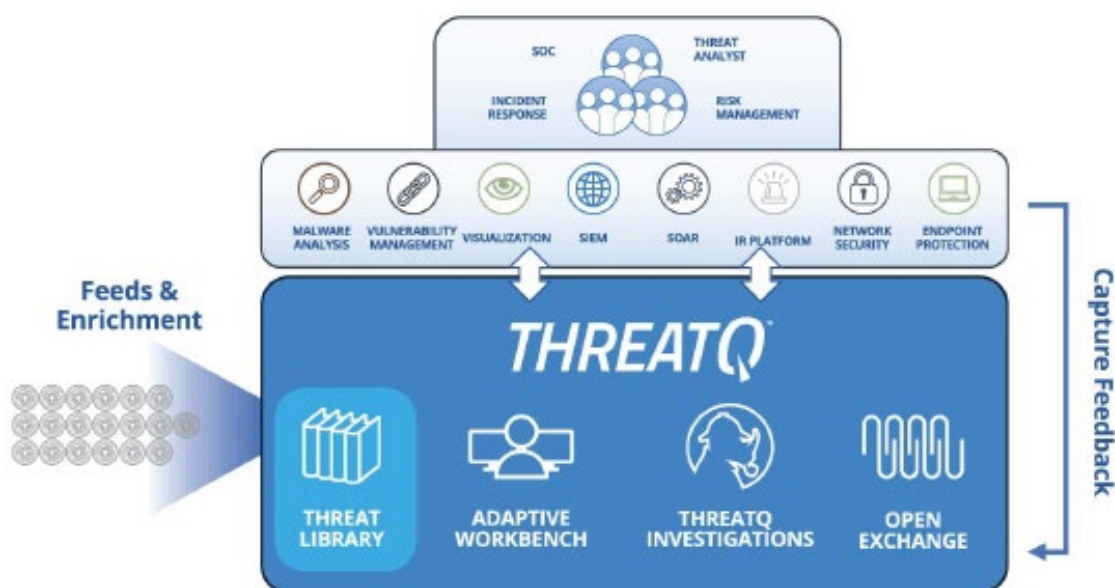 SOC
THREAT
ANALYST
INCIDENT
RESPONSE
RISK
MANAGEMENT
MALWARE
ANALYSIS
VULNERABILITY
MANAGEMENT
VISUALIZATION
SIEM
SOAR
IR PLATFORM
NETWORK
SECURITY
ENDPOINT
PROTECTION
Feeds &
Enrichment
THREATQ™
THREAT
LIBRARY
ADAPTIVE
WORKBENCH
THREATQ
INVESTIGATIONS
OPEN
EXCHANGE
Capture Feedback